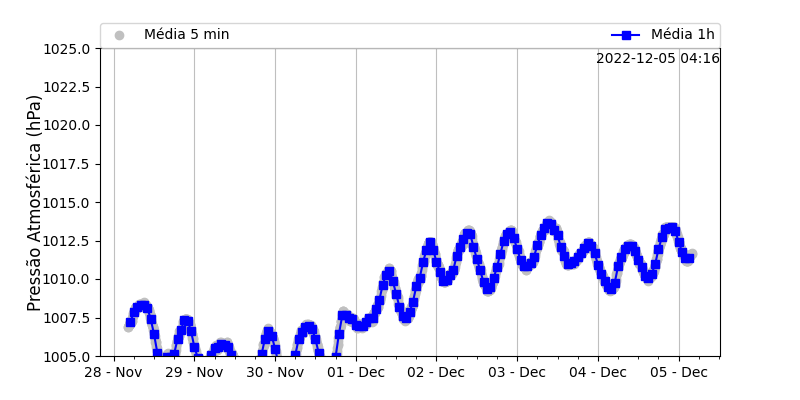 Média 5 min
Média 1h
2022-12-05 04:16
Pressão Atmosférica (hPa)
1025.0
1022.5
1020.0
1017.5
1015.0
1012.5
1010.0
1007.5
1005.0
28 - Nov
29 - Nov
30 - Nov
01 - Dec
02 - Dec
03 - Dec
04 - Dec
05 - Dec